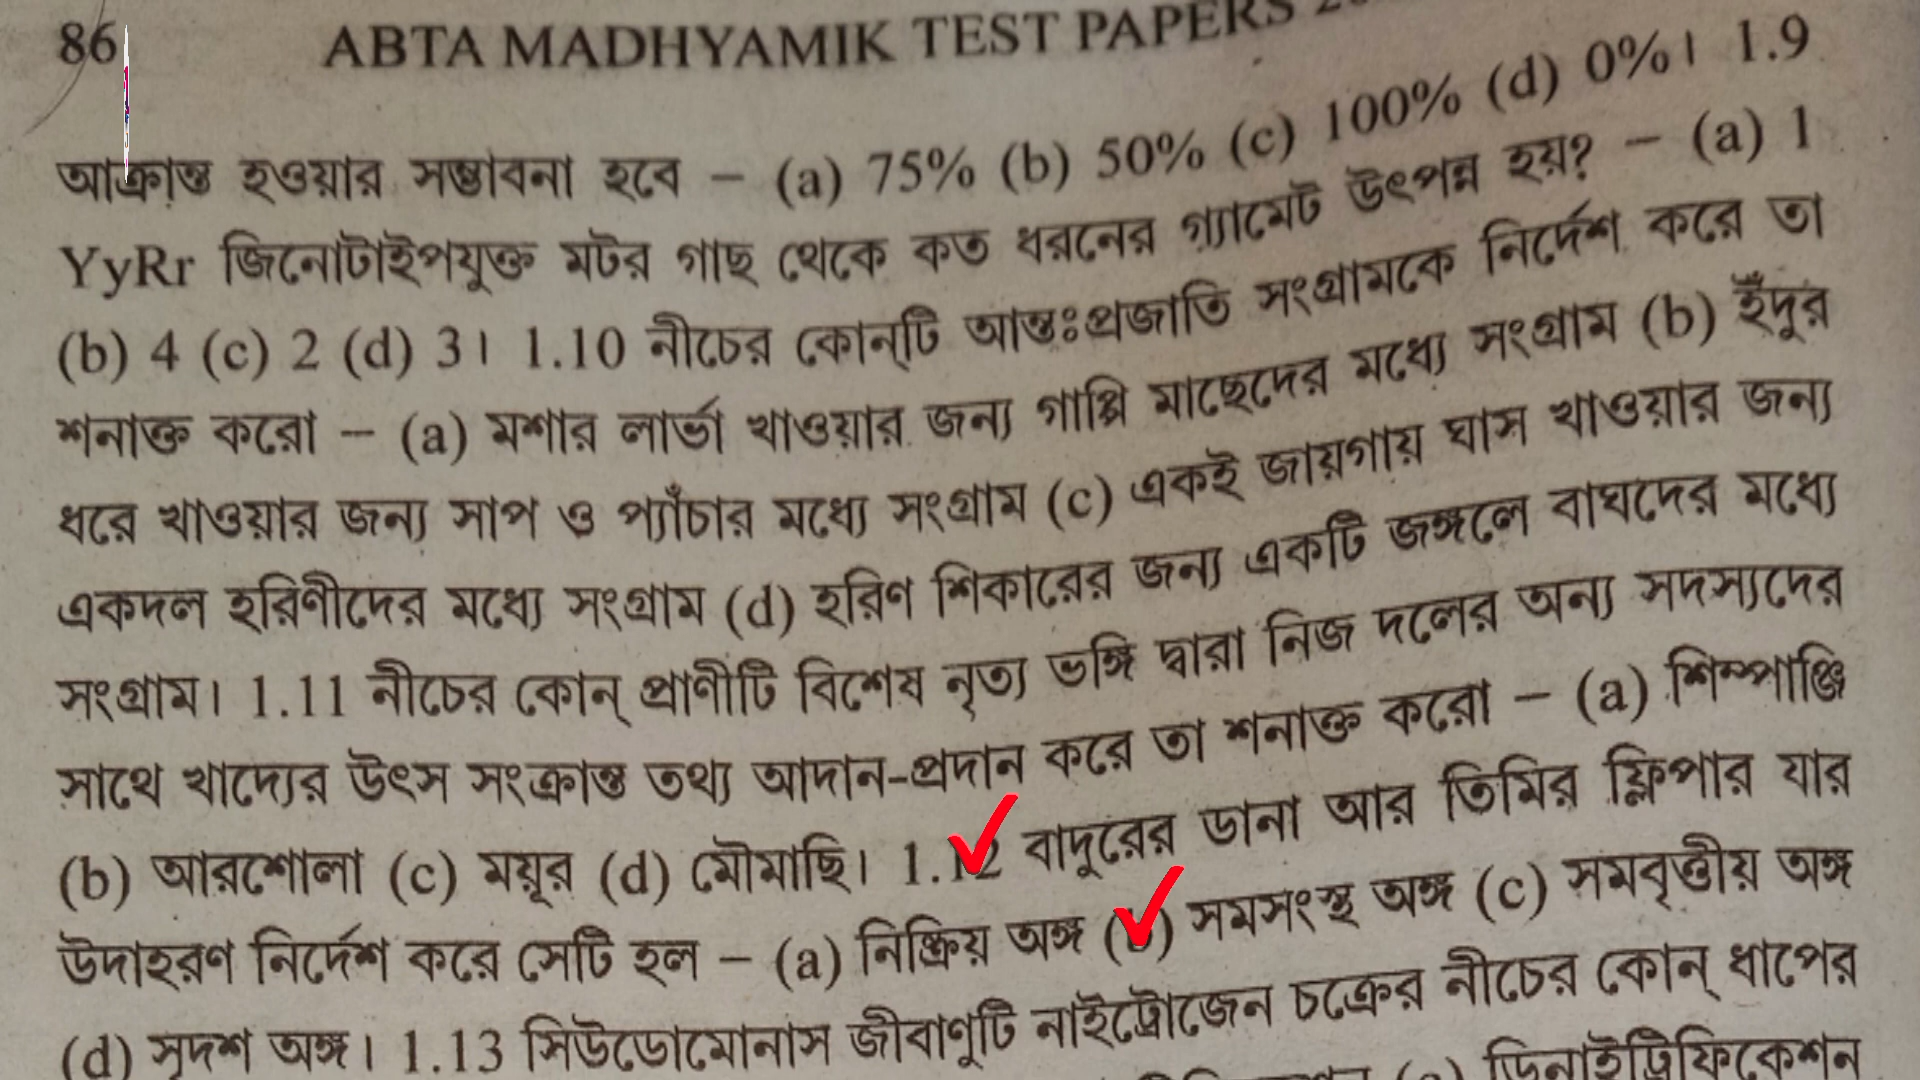 86 ABTA MADHYAMIK TEST PAPERS
আক্রান্ত হওয়ার সম্ভাবনা হবে – (a) 75% (b) 50% (c) 100% (d) 0%। 1.9
YyRr জিনোটাইপযুক্ত মটর গাছ থেকে কত ধরনের গ্যামেট উৎপন্ন হয়? – (a) 1
(b) 4 (c) 2 (d) 3। 1.10 নীচের কোন্‌টি আন্তঃপ্রজাতি সংগ্রামকে নির্দেশ করে তা
শনাক্ত করো – (a) মশার লার্ভা খাওয়ার জন্য গাপ্পি মাছেদের মধ্যে সংগ্রাম (b) ইঁদুর
ধরে খাওয়ার জন্য সাপ ও প্যাঁচার মধ্যে সংগ্রাম (c) একই জায়গায় ঘাস খাওয়ার জন্য
একদল হরিণীদের মধ্যে সংগ্রাম (d) হরিণ শিকারের জন্য একটি জঙ্গলে বাঘদের মধ্যে
সংগ্রাম। 1.11 নীচের কোন্ প্রাণীটি বিশেষ নৃত্য ভঙ্গি দ্বারা নিজ দলের অন্য সদস্যদের
সাথে খাদ্যের উৎস সংক্রান্ত তথ্য আদান-প্রদান করে তা শনাক্ত করো – (a) শিম্পাঞ্জি
(b) আরশোলা (c) ময়ূর (d) মৌমাছি। 1.12 বাদুরের ডানা আর তিমির ফ্লিপার যার
উদাহরণ নির্দেশ করে সেটি হল – (a) নিষ্ক্রিয় অঙ্গ (b) সমসংস্থ অঙ্গ (c) সমবৃত্তীয় অঙ্গ
(d) সৃদশ অঙ্গ। 1.13 সিউডোমোনাস জীবাণুটি নাইট্রোজেন চক্রের নীচের কোন্ ধাপের
ডিনাইট্রিফিকেশন